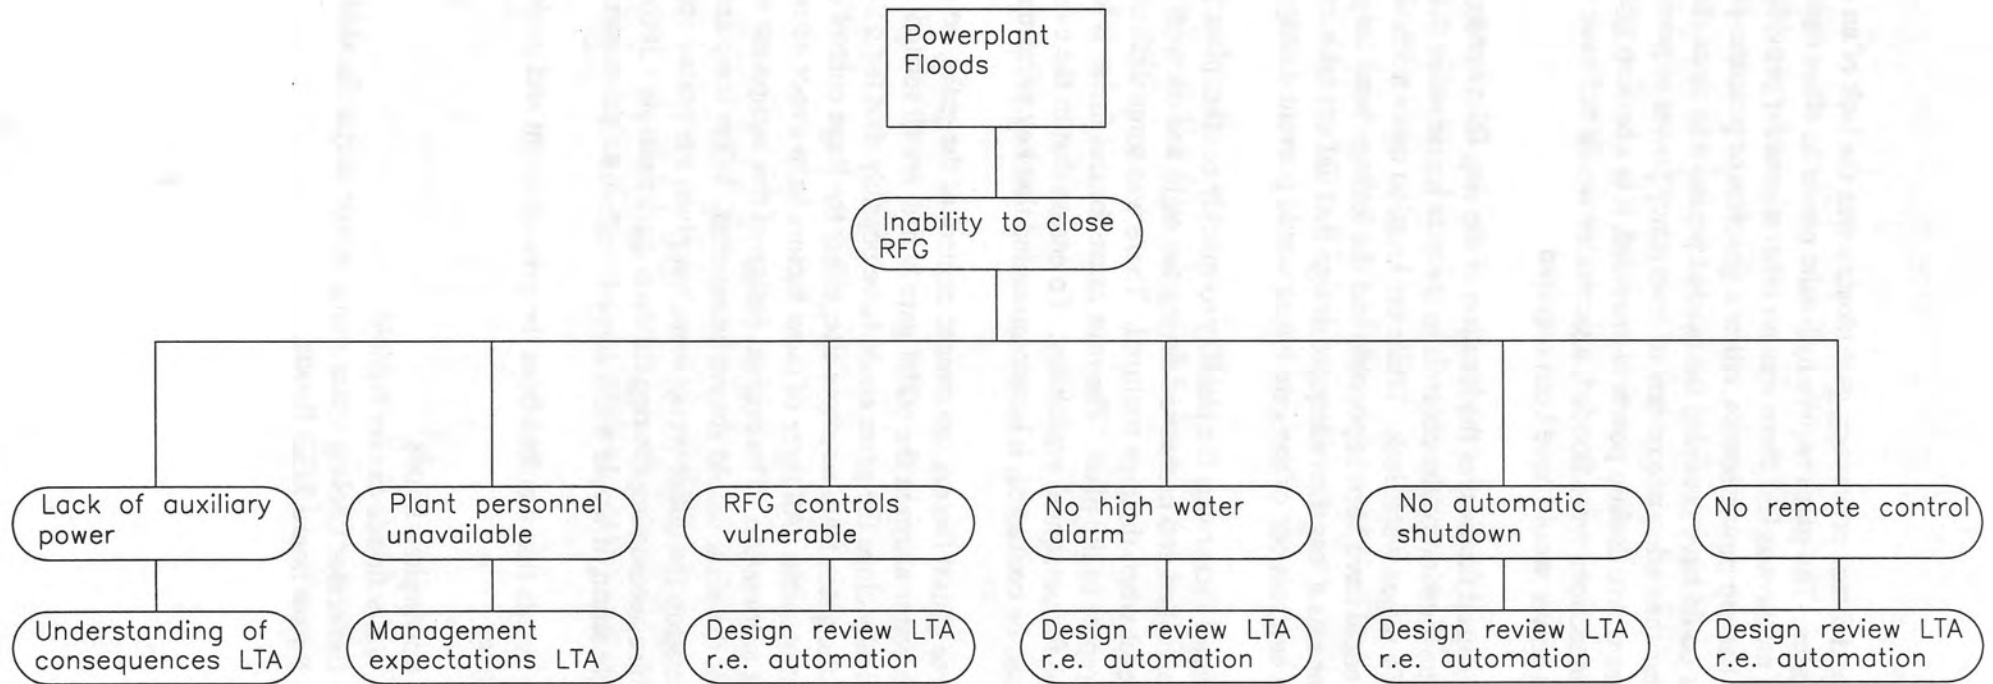 Powerplant
Floods
Inability to close
RFG
Lack of auxiliary
power
Plant personnel
unavailable
RFG controls
vulnerable
No high water
alarm
No automatic
shutdown
No remote control
Understanding of
consequences LTA
Management
expectations LTA
Design review LTA
r.e. automation
Design review LTA
r.e. automation
Design review LTA
r.e. automation
Design review LTA
r.e. automation